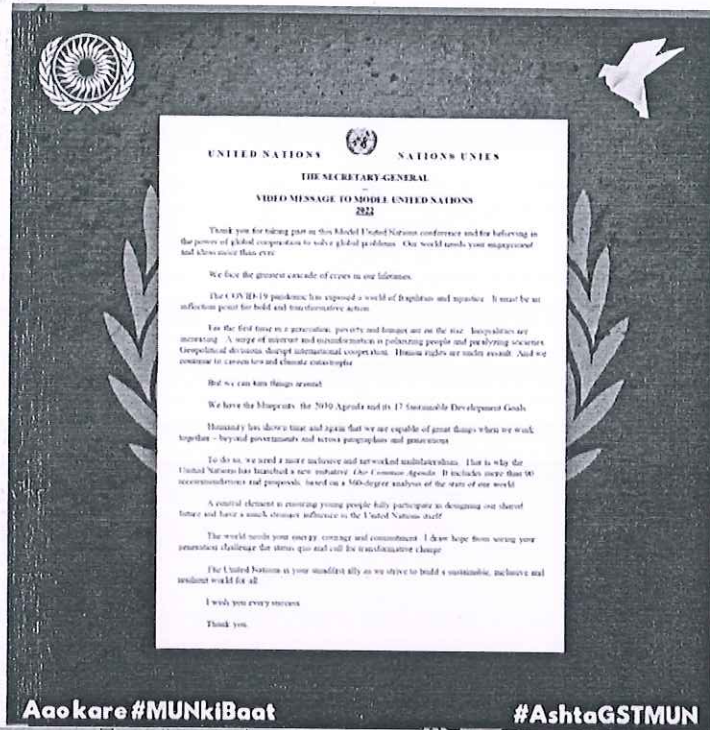 UNITED NATIONS NATIONS UNIES
THE SECRETARY-GENERAL
--
VIDEO MESSAGE TO MODEL UNITED NATIONS
2022
Thank you for taking part in this Model United Nations conference and for believing in
the power of global cooperation to solve global problems. Our world needs your engagement
and ideas more than ever.
We face the greatest cascade of crises in our lifetimes.
The COVID-19 pandemic has exposed a world of fragilities and injustice. It must be an
inflection point for bold and transformative action.
For the first time in a generation, poverty and hunger are on the rise. Inequalities are
increasing. A surge of mistrust and misinformation is polarizing people and paralyzing societies.
Geopolitical divisions disrupt international cooperation. Human rights are under assault. And we
continue to careen toward climate catastrophe.
But we can turn things around.
We have the blueprints: the 2030 Agenda and its 17 Sustainable Development Goals.
Humanity has shown time and again that we are capable of great things when we work
together – beyond governments and across geographies and generations.
To do so, we need a more inclusive and networked multilateralism. That is why the
United Nations has launched a new initiative, Our Common Agenda. It includes more than 90
recommendations and proposals, based on a 360-degree analysis of the state of our world.
A central element is ensuring young people fully participate in designing our shared
future and have a much stronger influence in the United Nations itself.
The world needs your energy, courage and commitment. I draw hope from seeing your
generation challenge the status quo and call for transformative change.
The United Nations is your steadfast ally as we strive to build a sustainable, inclusive and
resilient world for all.
I wish you every success.
Thank you.
Aao kare #MUNkiBaat #AshtaGSTMUN